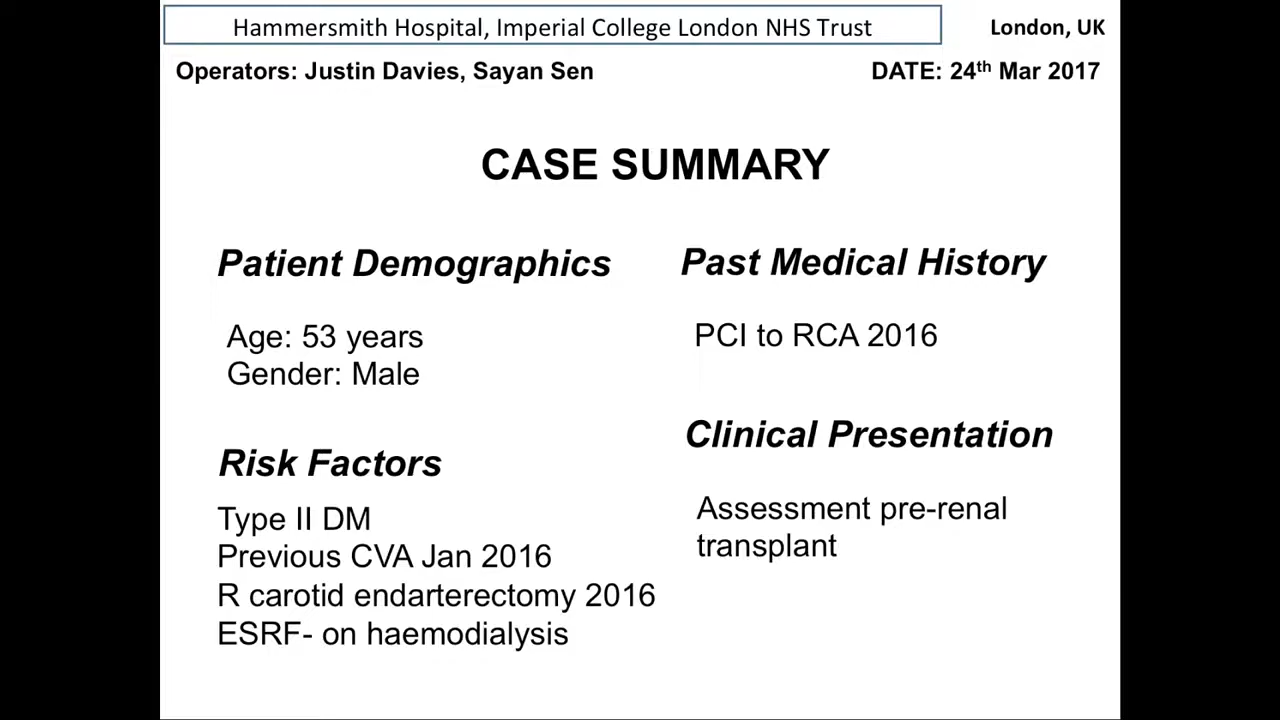 Hammersmith Hospital, Imperial College London NHS Trust
London, UK
Operators: Justin Davies, Sayan Sen
DATE: 24th Mar 2017
CASE SUMMARY
Patient Demographics
Age: 53 years
Gender: Male
Risk Factors
Type II DM
Previous CVA Jan 2016
R carotid endarterectomy 2016
ESRF- on haemodialysis
Past Medical History
PCI to RCA 2016
Clinical Presentation
Assessment pre-renal
transplant